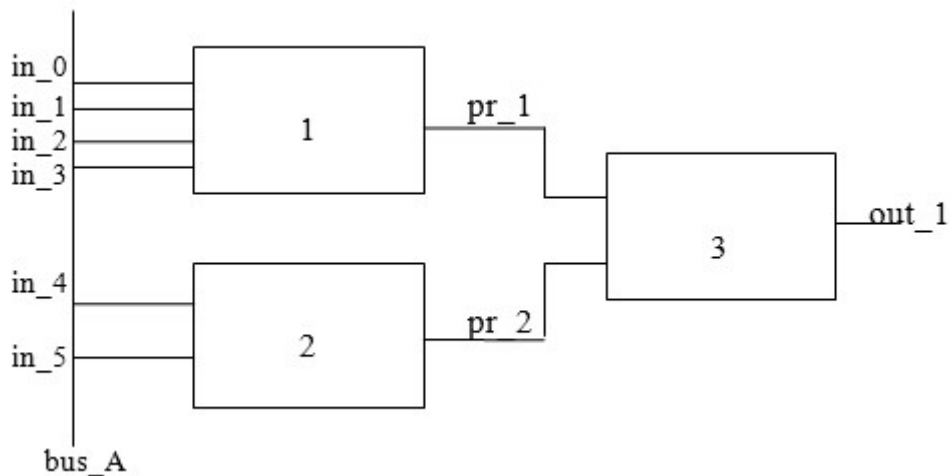 in_0
in_1
in_2
in_3
1
pr_1
out_1
3
in_4
in_5
2
pr_2
bus_A